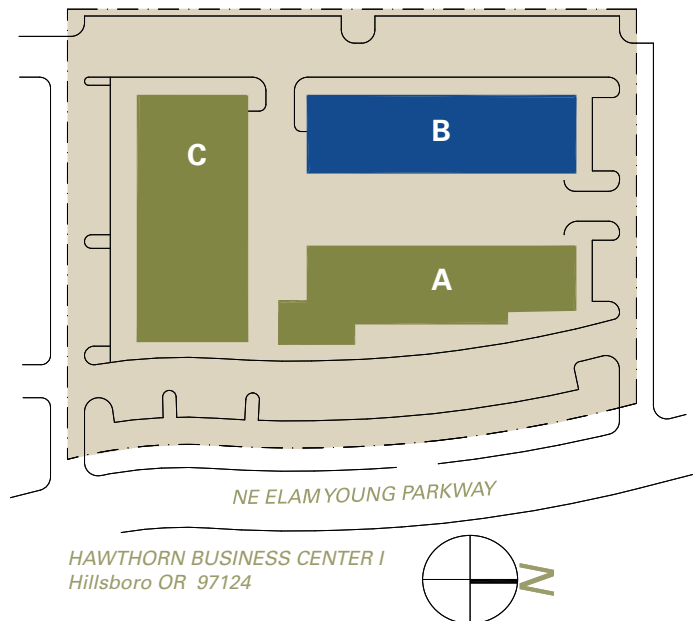 B
C
A
NE ELAM YOUNG PARKWAY
HAWTHORN BUSINESS CENTER I
Hillsboro OR 97124
N